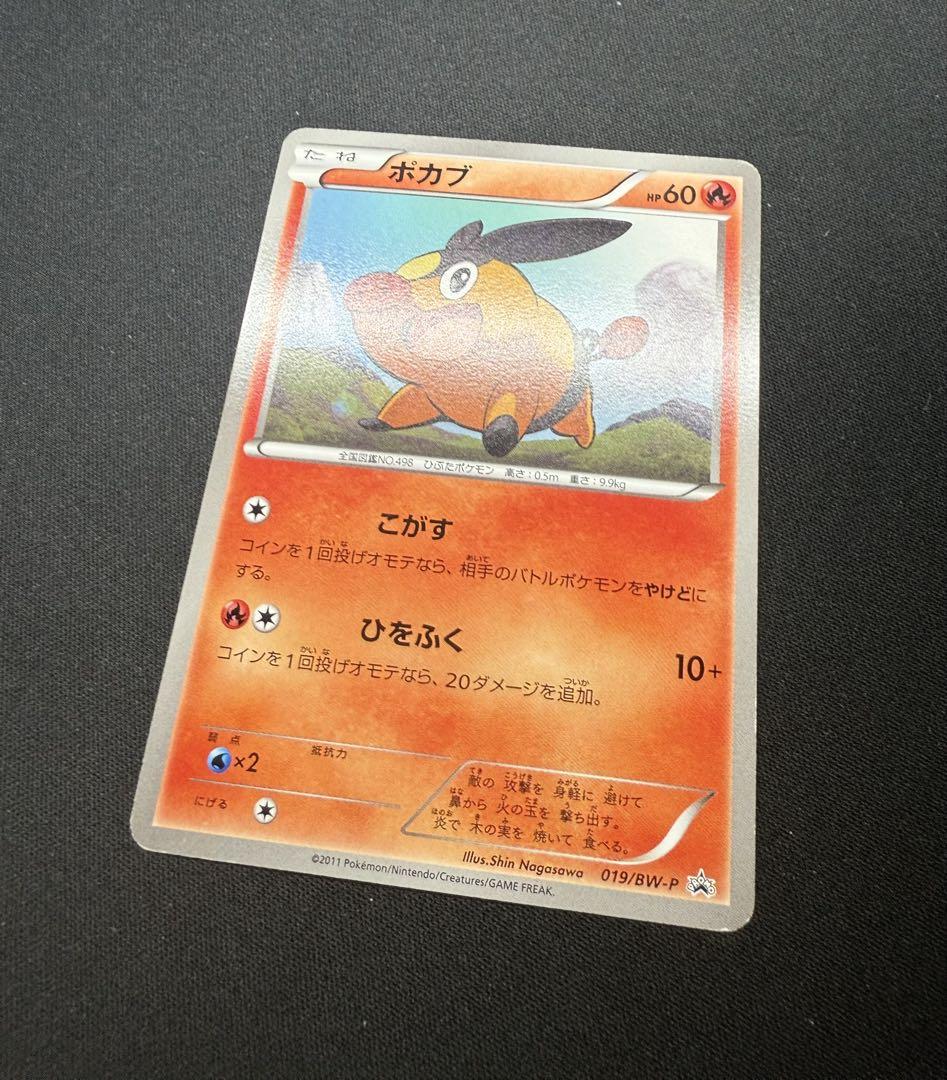 たね ポカブ HP60
全国図鑑NO.498 ひぶたポケモン 高さ:0.5m 重さ:9.9kg
こがす
コインを1回投げオモテなら、相手のバトルポケモンをやけどに
する。
ひをふく 10+
コインを1回投げオモテなら、20ダメージを追加。
弱点 抵抗力
×2
にげる
敵の 攻撃を 身軽に 避けて
鼻から 火の玉を 撃ち出す。
炎で 木の実を 焼いて 食べる。
Illus.Shin Nagasawa 019/BW-P
©2011 Pokémon/Nintendo/Creatures/GAME FREAK.